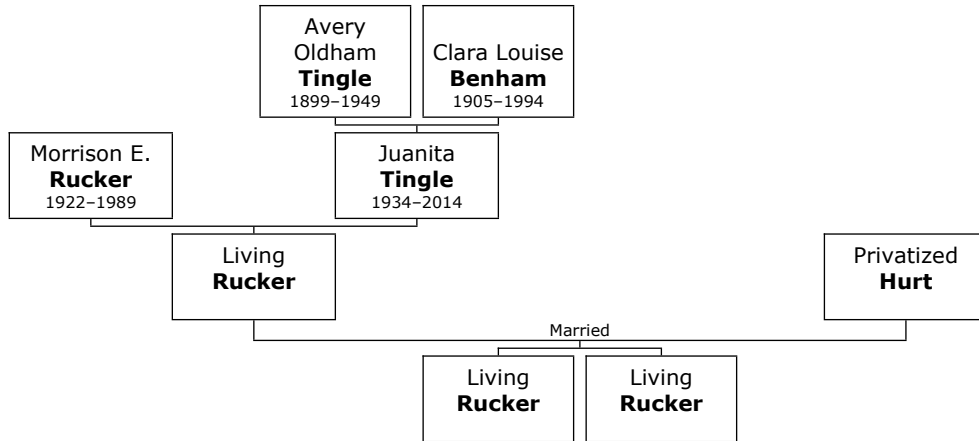 Avery
Oldham
Tingle
1899–1949
Clara Louise
Benham
1905–1994
Morrison E.
Rucker
1922–1989
Juanita
Tingle
1934–2014
Living
Rucker
Privatized
Hurt
Married
Living
Rucker
Living
Rucker